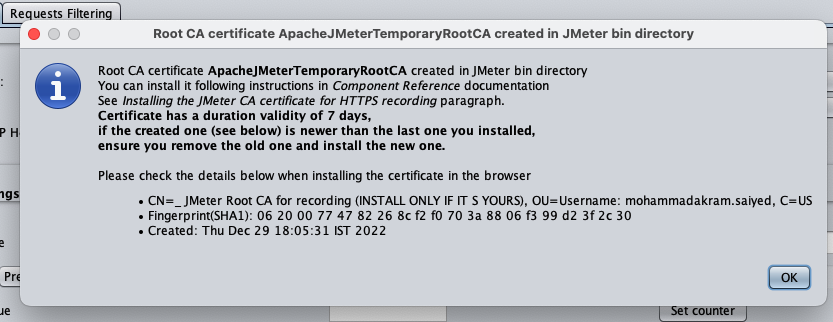 Requests Filtering
Root CA certificate ApacheJMeterTemporaryRootCA created in JMeter bin directory
Root CA certificate ApacheJMeterTemporaryRootCA created in JMeter bin directory
You can install it following instructions in Component Reference documentation
See Installing the JMeter CA certificate for HTTPS recording paragraph.
Certificate has a duration validity of 7 days,
if the created one (see below) is newer than the last one you installed,
ensure you remove the old one and install the new one.
Please check the details below when installing the certificate in the browser
• CN=_ JMeter Root CA for recording (INSTALL ONLY IF IT S YOURS), OU=Username: mohammadakram.saiyed, C=US
• Fingerprint(SHA1): 06 20 00 77 47 82 26 8c f2 f0 70 3a 88 06 f3 99 d2 3f 2c 30
• Created: Thu Dec 29 18:05:31 IST 2022
OK
Set counter